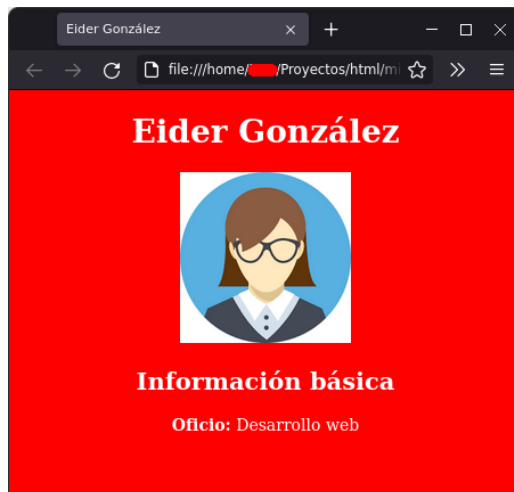 Eider González
file:///home/ /Proyectos/html/mi
Eider González
Información básica
Oficio: Desarrollo web